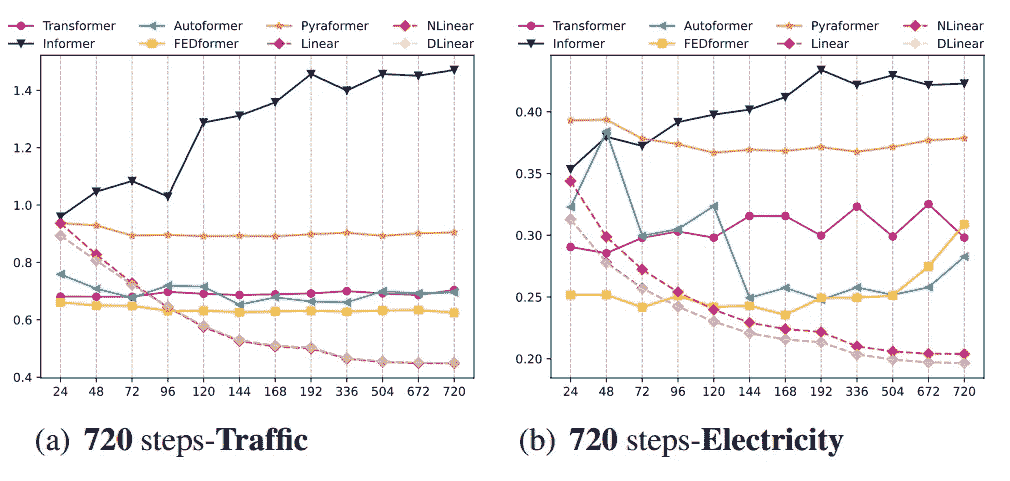 Transformer Autoformer Pyraformer NLinear
Informer FEDformer Linear DLinear
1.4
1.2
1.0
0.8
0.6
0.4
24 48 72 96 120 144 168 192 336 504 672 720
(a) 720 steps-Traffic
Transformer Autoformer Pyraformer NLinear
Informer FEDformer Linear DLinear
0.40
0.35
0.30
0.25
0.20
24 48 72 96 120 144 168 192 336 504 672 720
(b) 720 steps-Electricity